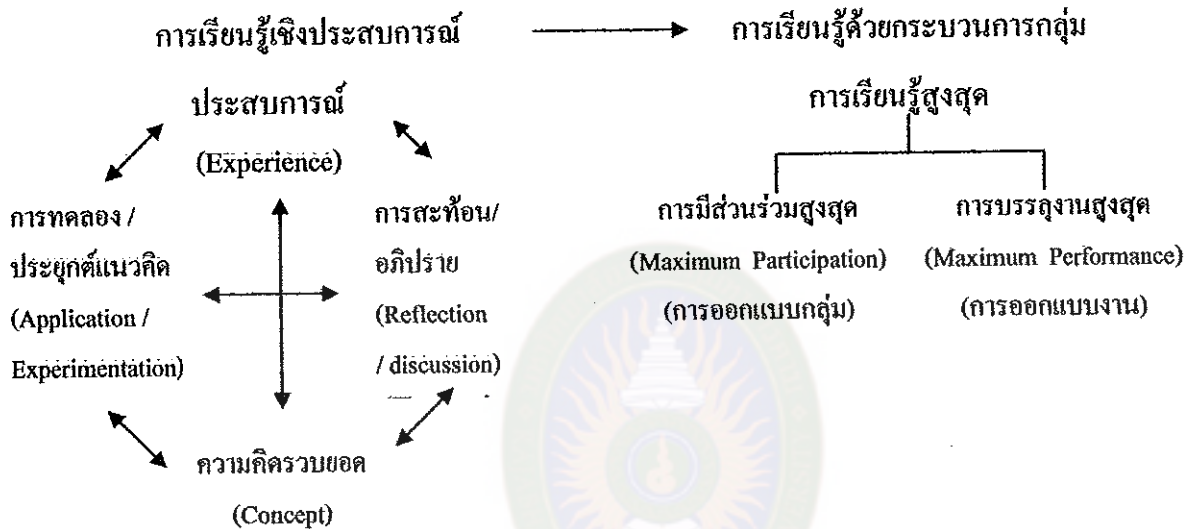 การเรียนรู้เชิงประสบการณ์
การเรียนรู้ด้วยกระบวนการกลุ่ม
ประสบการณ์
(Experience)
การทดลอง /
ประยุกต์แนวคิด
(Application /
Experimentation)
การสะท้อน/
อภิปราย
(Reflection
/ discussion)
ความคิดรวบยอด
(Concept)
การเรียนรู้สูงสุด
การมีส่วนร่วมสูงสุด
(Maximum Participation)
(การออกแบบกลุ่ม)
การบรรลุงานสูงสุด
(Maximum Performance)
(การออกแบบงาน)